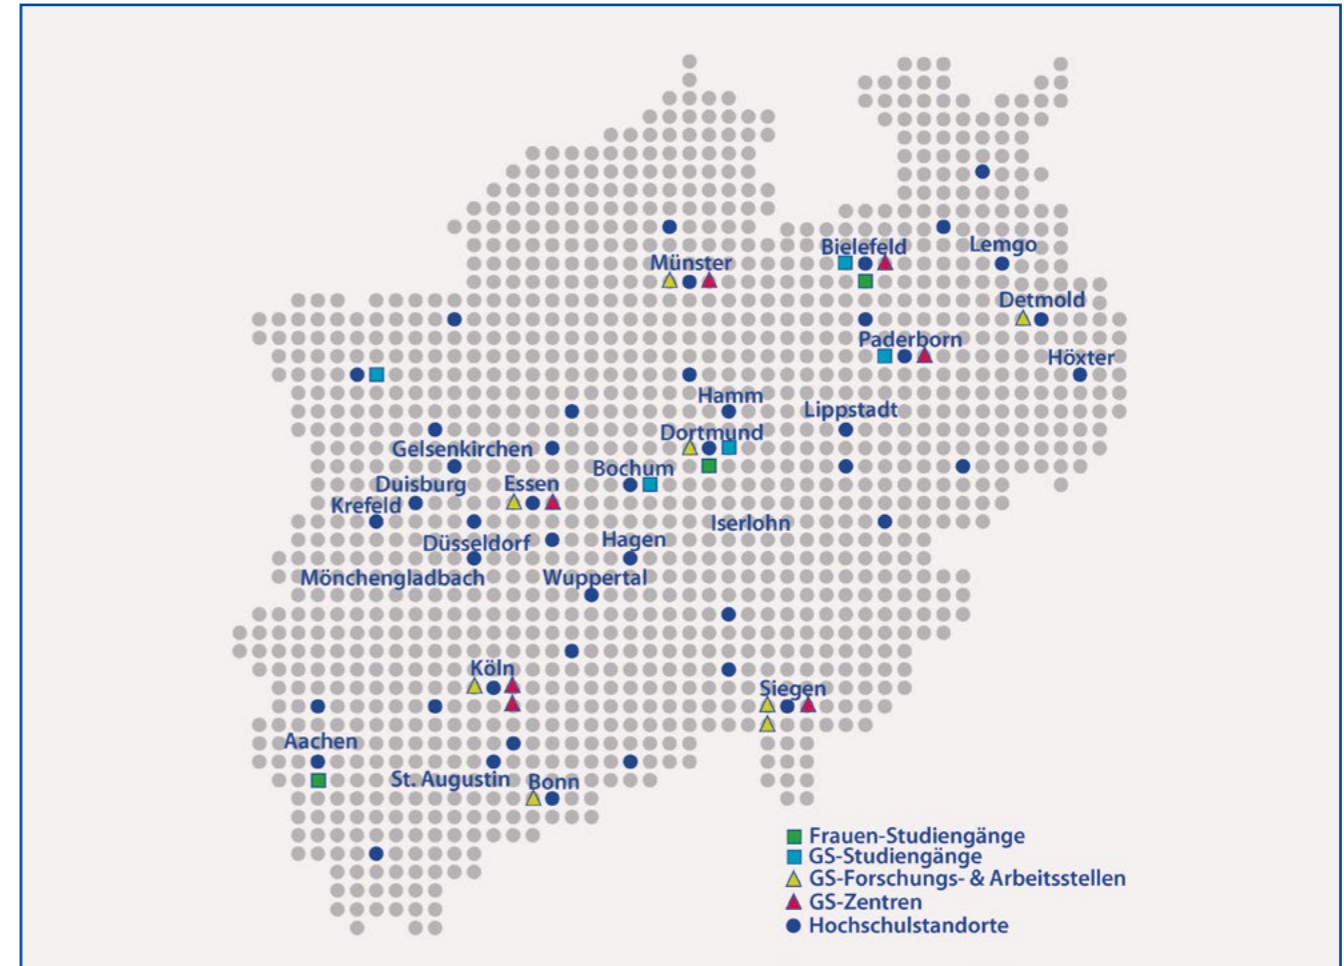 Bielefeld
Lemgo
Münster
Detmold
Paderborn
Höxter
Hamm
Lippstadt
Dortmund
Gelsenkirchen
Bochum
Duisburg
Essen
Krefeld
Iserlohn
Düsseldorf
Hagen
Mönchengladbach
Wuppertal
Köln
Siegen
Aachen
St. Augustin
Bonn
Frauen-Studiengänge
GS-Studiengänge
GS-Forschungs- & Arbeitsstellen
GS-Zentren
Hochschulstandorte